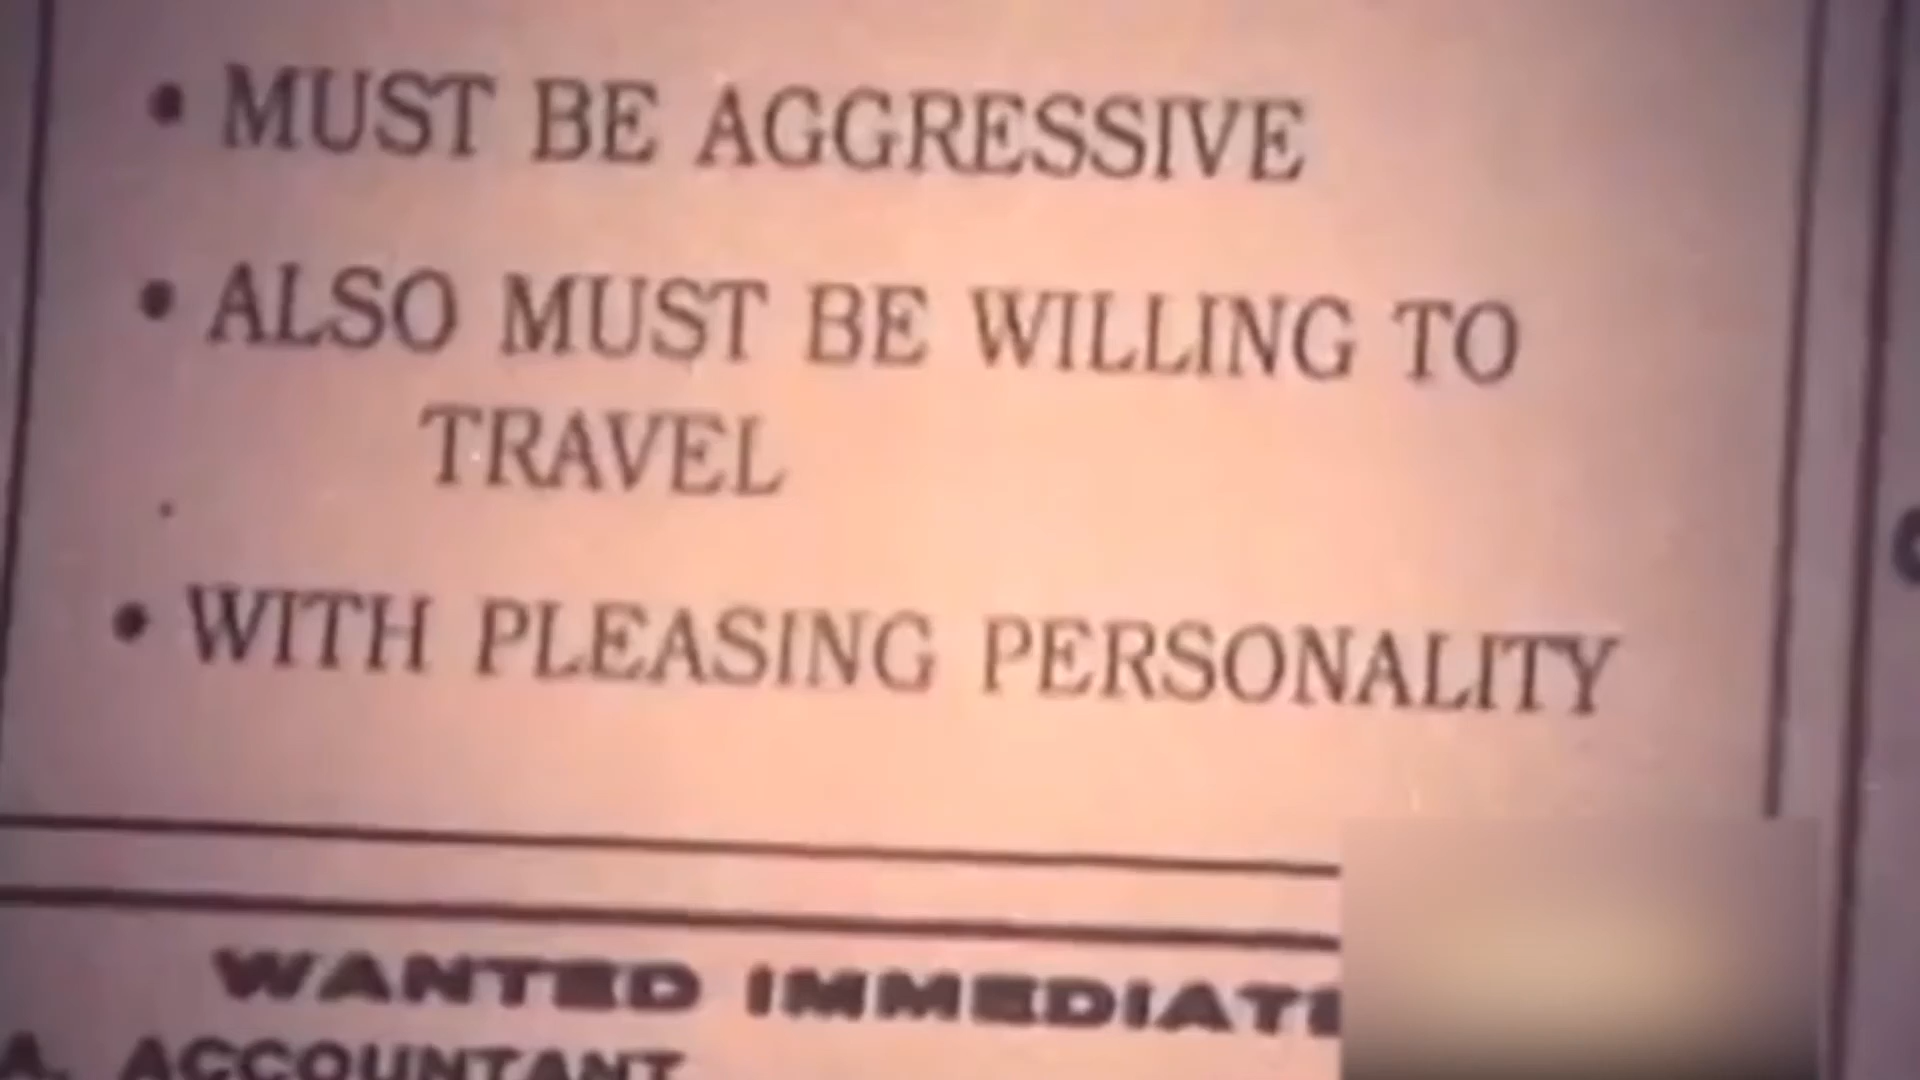 • MUST BE AGGRESSIVE
• ALSO MUST BE WILLING TO
TRAVEL
• WITH PLEASING PERSONALITY
WANTED IMMEDIATE
A. ACCOUNTANT